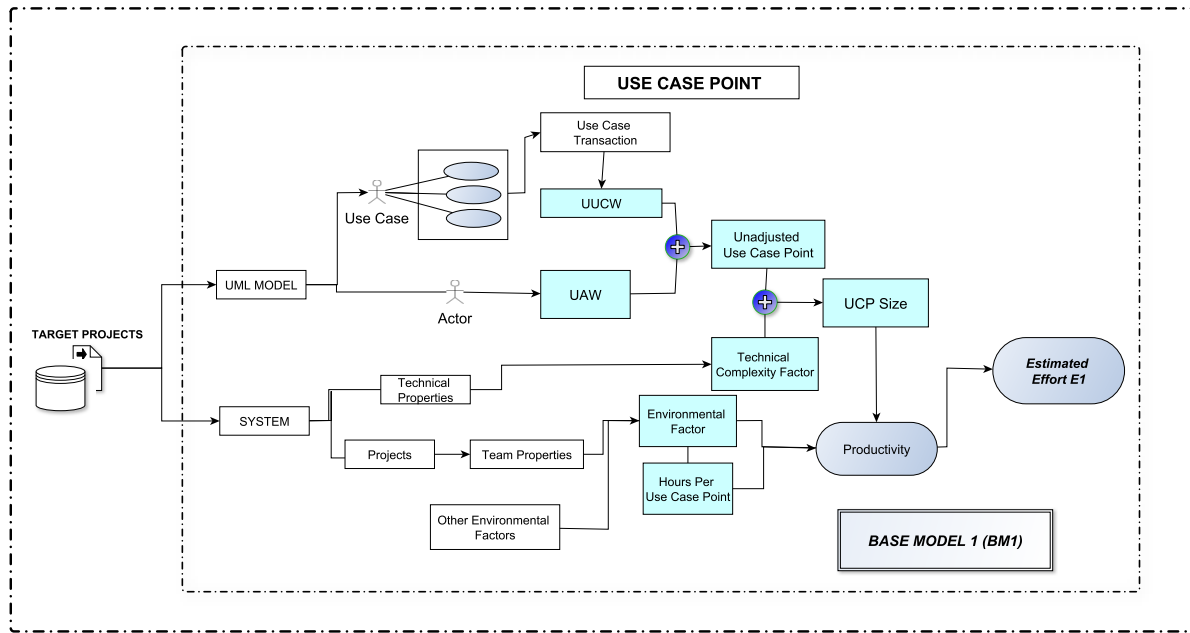 USE CASE POINT
Use Case
Transaction
UUCW
Use Case
Unadjusted
Use Case Point
UML MODEL
UAW
UCP Size
Actor
TARGET PROJECTS
Technical
Complexity Factor
Estimated
Effort E1
Technical
Properties
SYSTEM
Environmental
Factor
Projects
Team Properties
Productivity
Hours Per
Use Case Point
Other Environmental
Factors
BASE MODEL 1 (BM1)